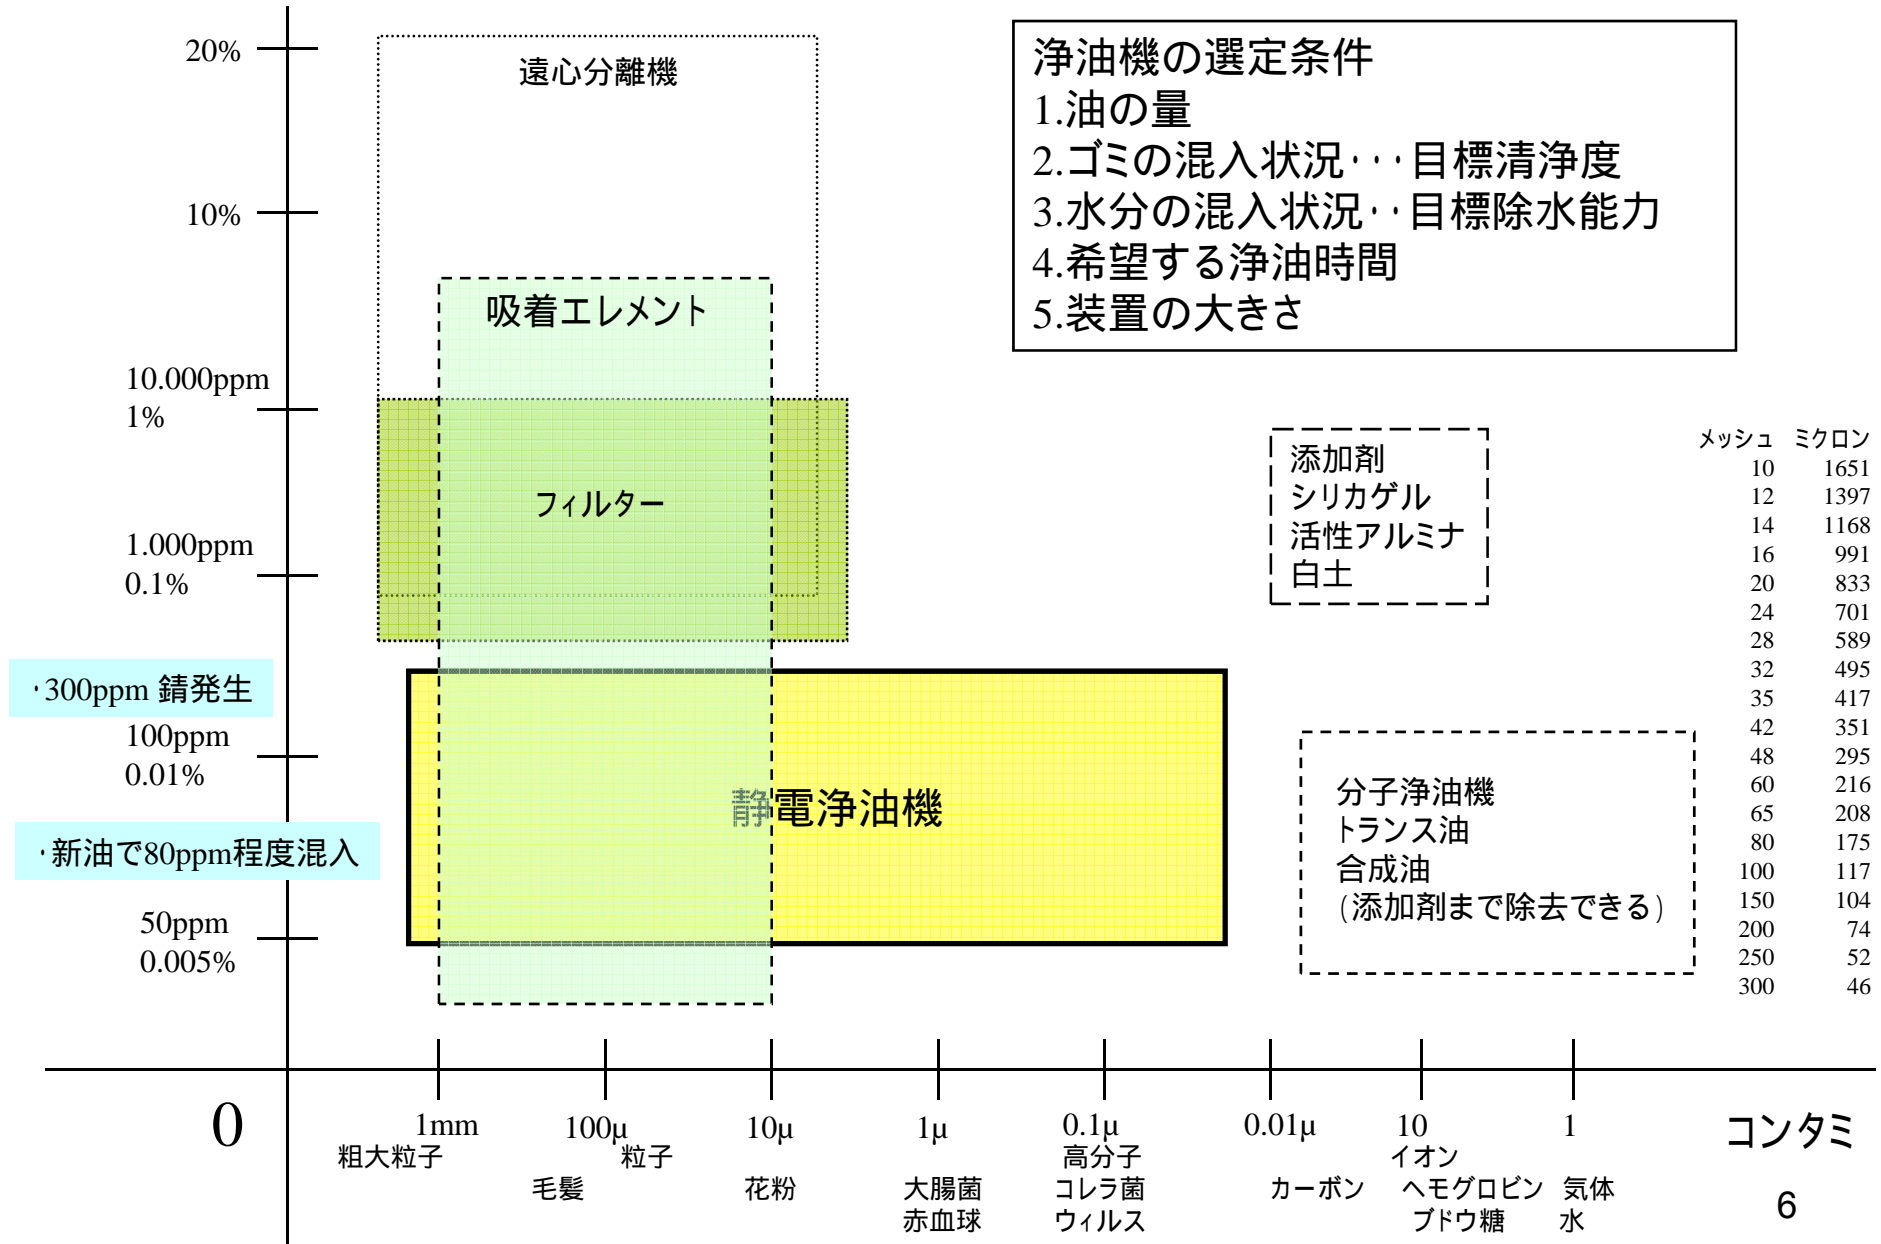 20%
遠心分離機
10%
吸着エレメント
10.000ppm
1%
フィルター
1.000ppm
0.1%
・300ppm 錆発生
100ppm
0.01%
静電浄油機
・新油で80ppm程度混入
50ppm
0.005%
浄油機の選定条件
1.油の量
2.ゴミの混入状況・・・目標清浄度
3.水分の混入状況・・目標除水能力
4.希望する浄油時間
5.装置の大きさ
添加剤
シリカゲル
活性アルミナ
白土
分子浄油機
トランス油
合成油
(添加剤まで除去できる)
メッシュ ミクロン
10 1651
12 1397
14 1168
16 991
20 833
24 701
28 589
32 495
35 417
42 351
48 295
60 216
65 208
80 175
100 117
150 104
200 74
250 52
300 46
0 1mm 100μ 10μ 1μ 0.1μ 0.01μ 10 1 コンタミ
粗大粒子 粒子 高分子 イオン
毛髪 花粉 大腸菌 コレラ菌 カーボン ヘモグロビン 気体
赤血球 ウィルス ブドウ糖 水
6